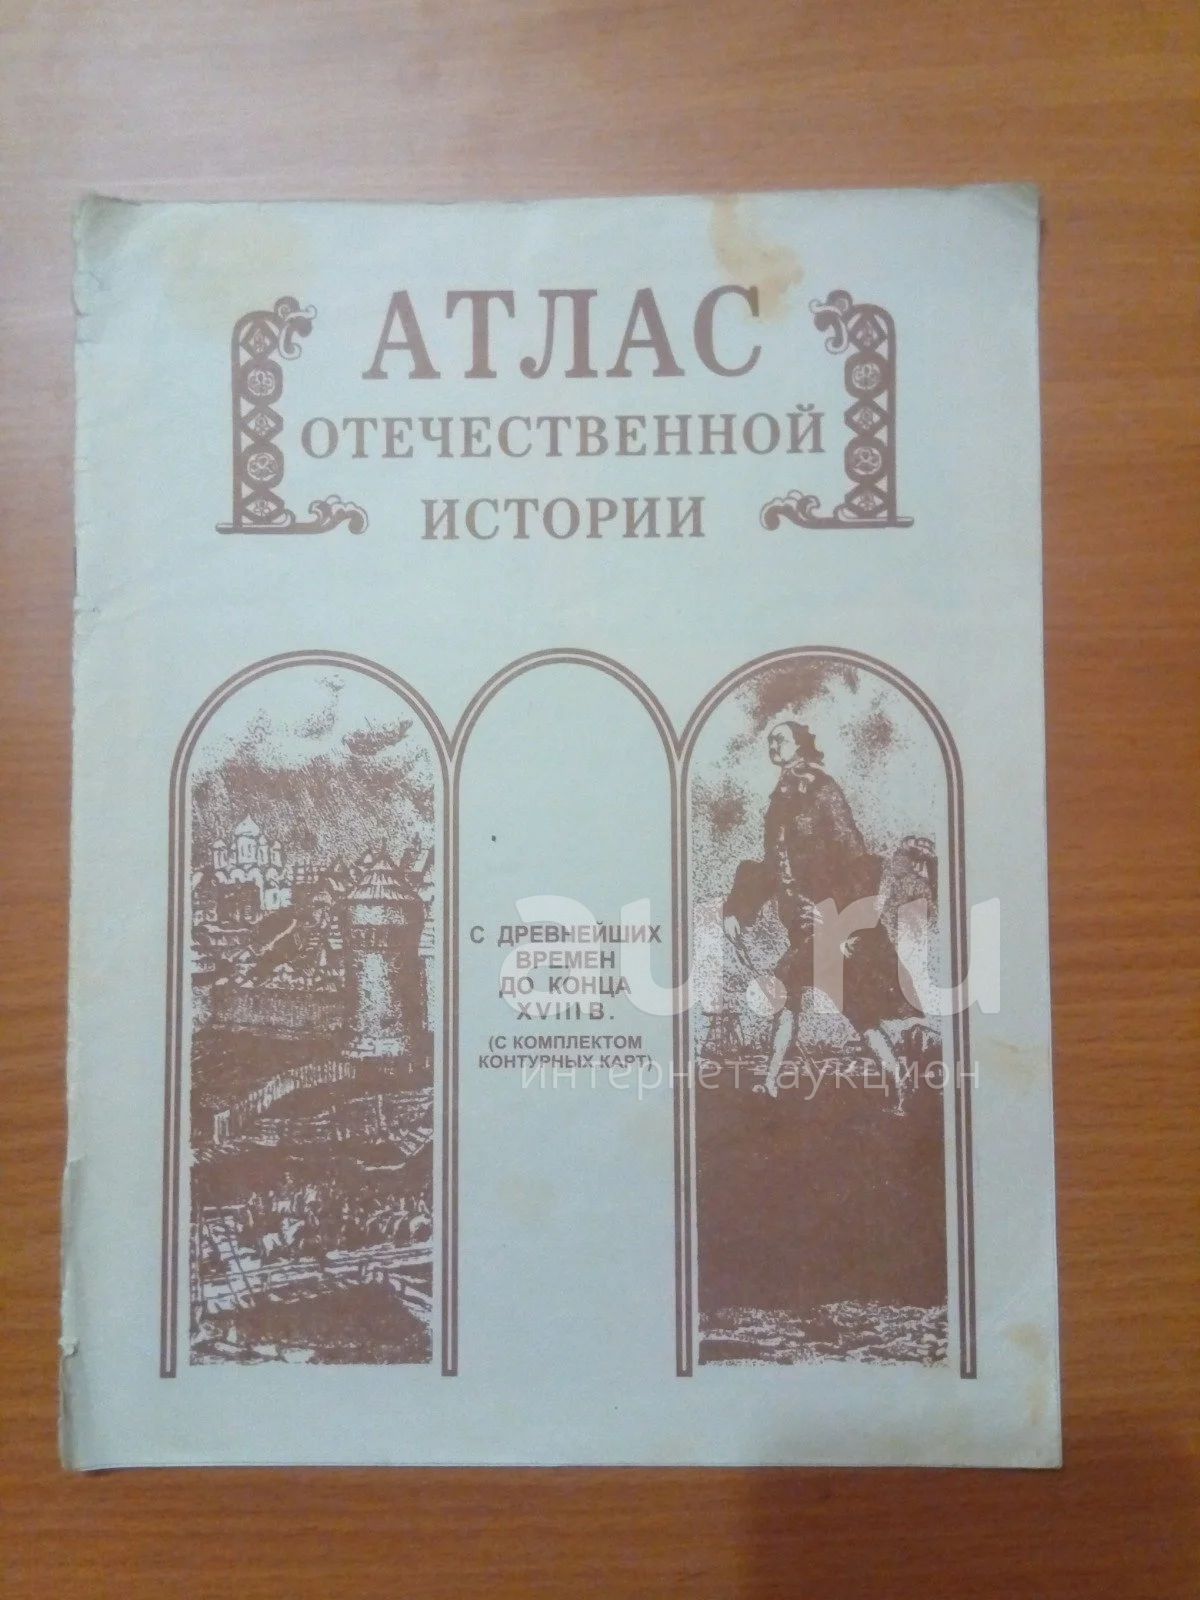 АТЛАС
ОТЕЧЕСТВЕННОЙ
ИСТОРИИ
С ДРЕВНЕЙШИХ
ВРЕМЕН
ДО КОНЦА
XVIII В.
(С КОМПЛЕКТОМ
КОНТУРНЫХ КАРТ)
au.ru
интернет-аукцион